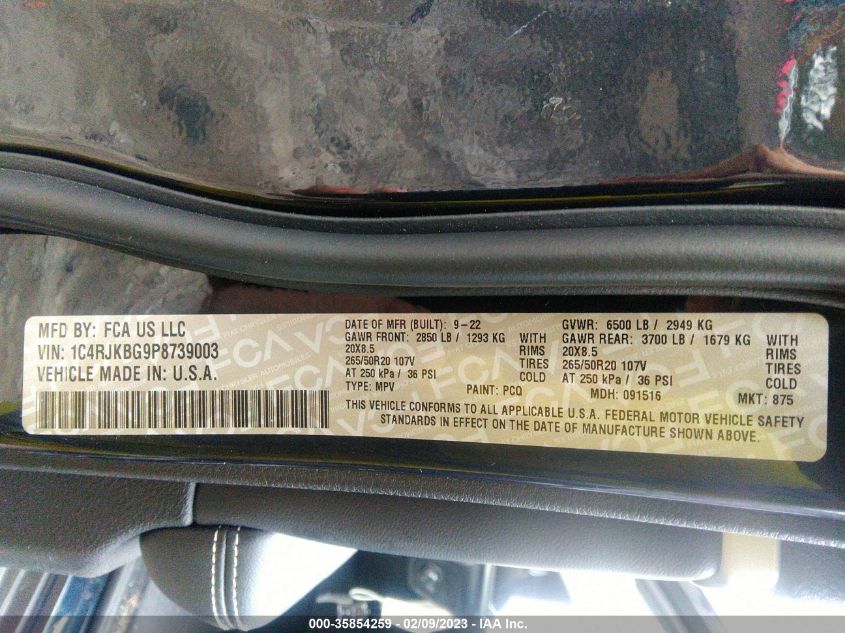 MFD BY: FCA US LLC
VIN: 1C4RJKBG9P8739003
VEHICLE MADE IN: U.S.A.
DATE OF MFR (BUILT): 9-22
GVWR: 6500 LB / 2949 KG
GAWR FRONT: 2850 LB / 1293 KG WITH
GAWR REAR: 3700 LB / 1679 KG WITH
20X8.5 RIMS
20X8.5 RIMS
265/50R20 107V TIRES
265/50R20 107V TIRES
AT 250 kPa / 36 PSI COLD
AT 250 kPa / 36 PSI COLD
TYPE: MPV PAINT: PCQ MDH: 091516 MKT: 875
THIS VEHICLE CONFORMS TO ALL APPLICABLE U.S.A. FEDERAL MOTOR VEHICLE SAFETY
STANDARDS IN EFFECT ON THE DATE OF MANUFACTURE SHOWN ABOVE.
000-35854259 - 02/09/2023 - IAA Inc.